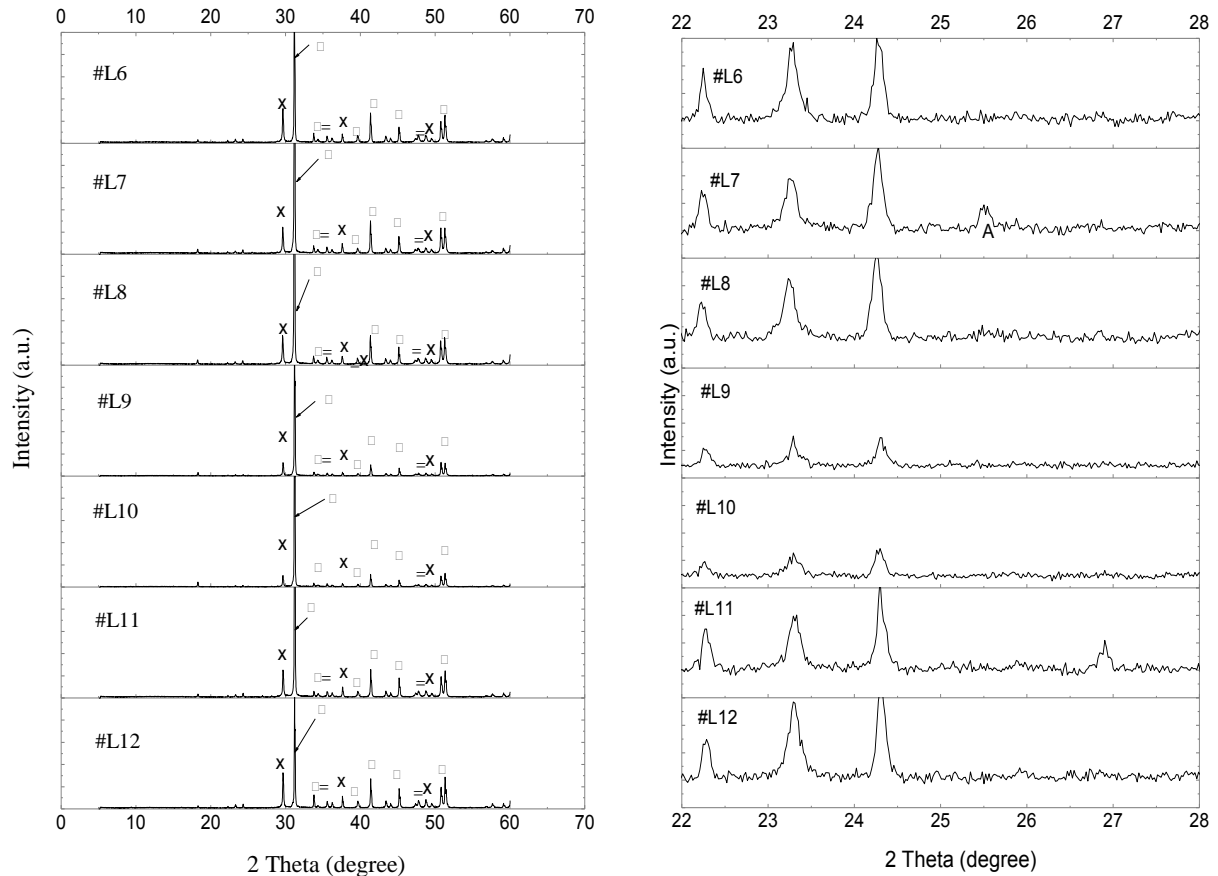 0 10 20 30 40 50 60 70
#L6
X □ □ = X □ □ □ = X □
#L7
X □ □ = X □ □ □ = X □
#L8
X □ □ = X = X □ □ = X □
#L9
X □ □ = X □ □ □ = X □
#L10
X □ □ X □ □ □ = X □
#L11
X □ □ = X □ □ □ = X □
#L12
X □ □ = X □ □ □ = X □
0 10 20 30 40 50 60 70
2 Theta (degree)
Intensity (a.u.)
22 23 24 25 26 27 28
#L6
#L7
A
#L8
#L9
#L10
#L11
#L12
22 23 24 25 26 27 28
2 Theta (degree)
Intensity (a.u.)